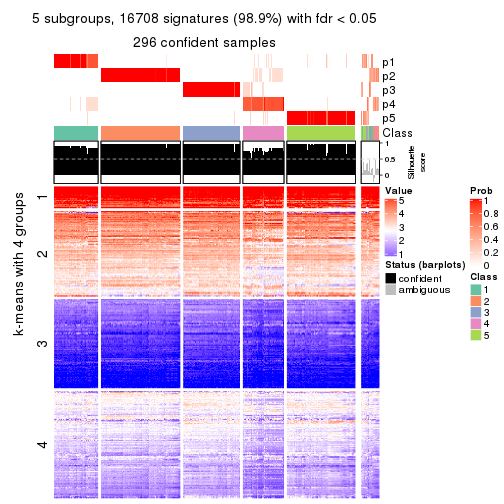 5 subgroups, 16708 signatures (98.9%) with fdr < 0.05
296 confident samples
p1
p2
p3
p4
p5
Class
1
0.5
0
Silhouette
score
k-means with 4 groups
1
2
3
4
Value
5
4
3
2
1
Status (barplots)
confident
ambiguous
Prob
1
0.8
0.6
0.4
0.2
0
Class
1
2
3
4
5